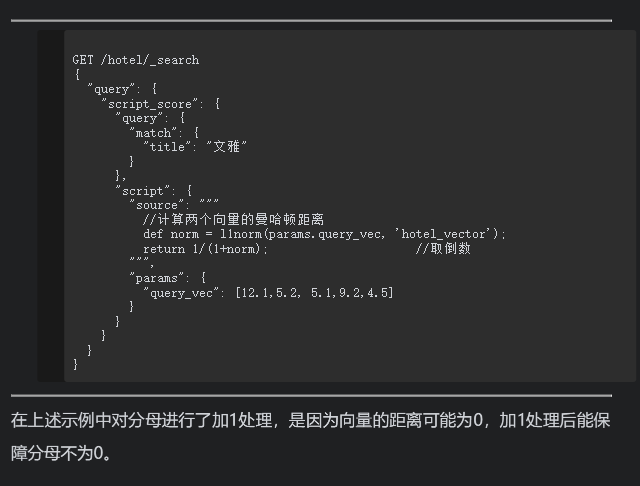 GET /hotel/_search
{
  "query": {
    "script_score": {
      "query": {
        "match": {
          "title": "文雅"
        }
      },
      "script": {
        "source": """
          //计算两个向量的曼哈顿距离
          def norm = l1norm(params.query_vec, 'hotel_vector');
          return 1/(1+norm);                    //取倒数
        """,
        "params": {
          "query_vec": [12.1,5.2, 5.1,9.2,4.5]
        }
      }
    }
  }
}
在上述示例中对分母进行了加1处理，是因为向量的距离可能为0，加1处理后能保
障分母不为0。